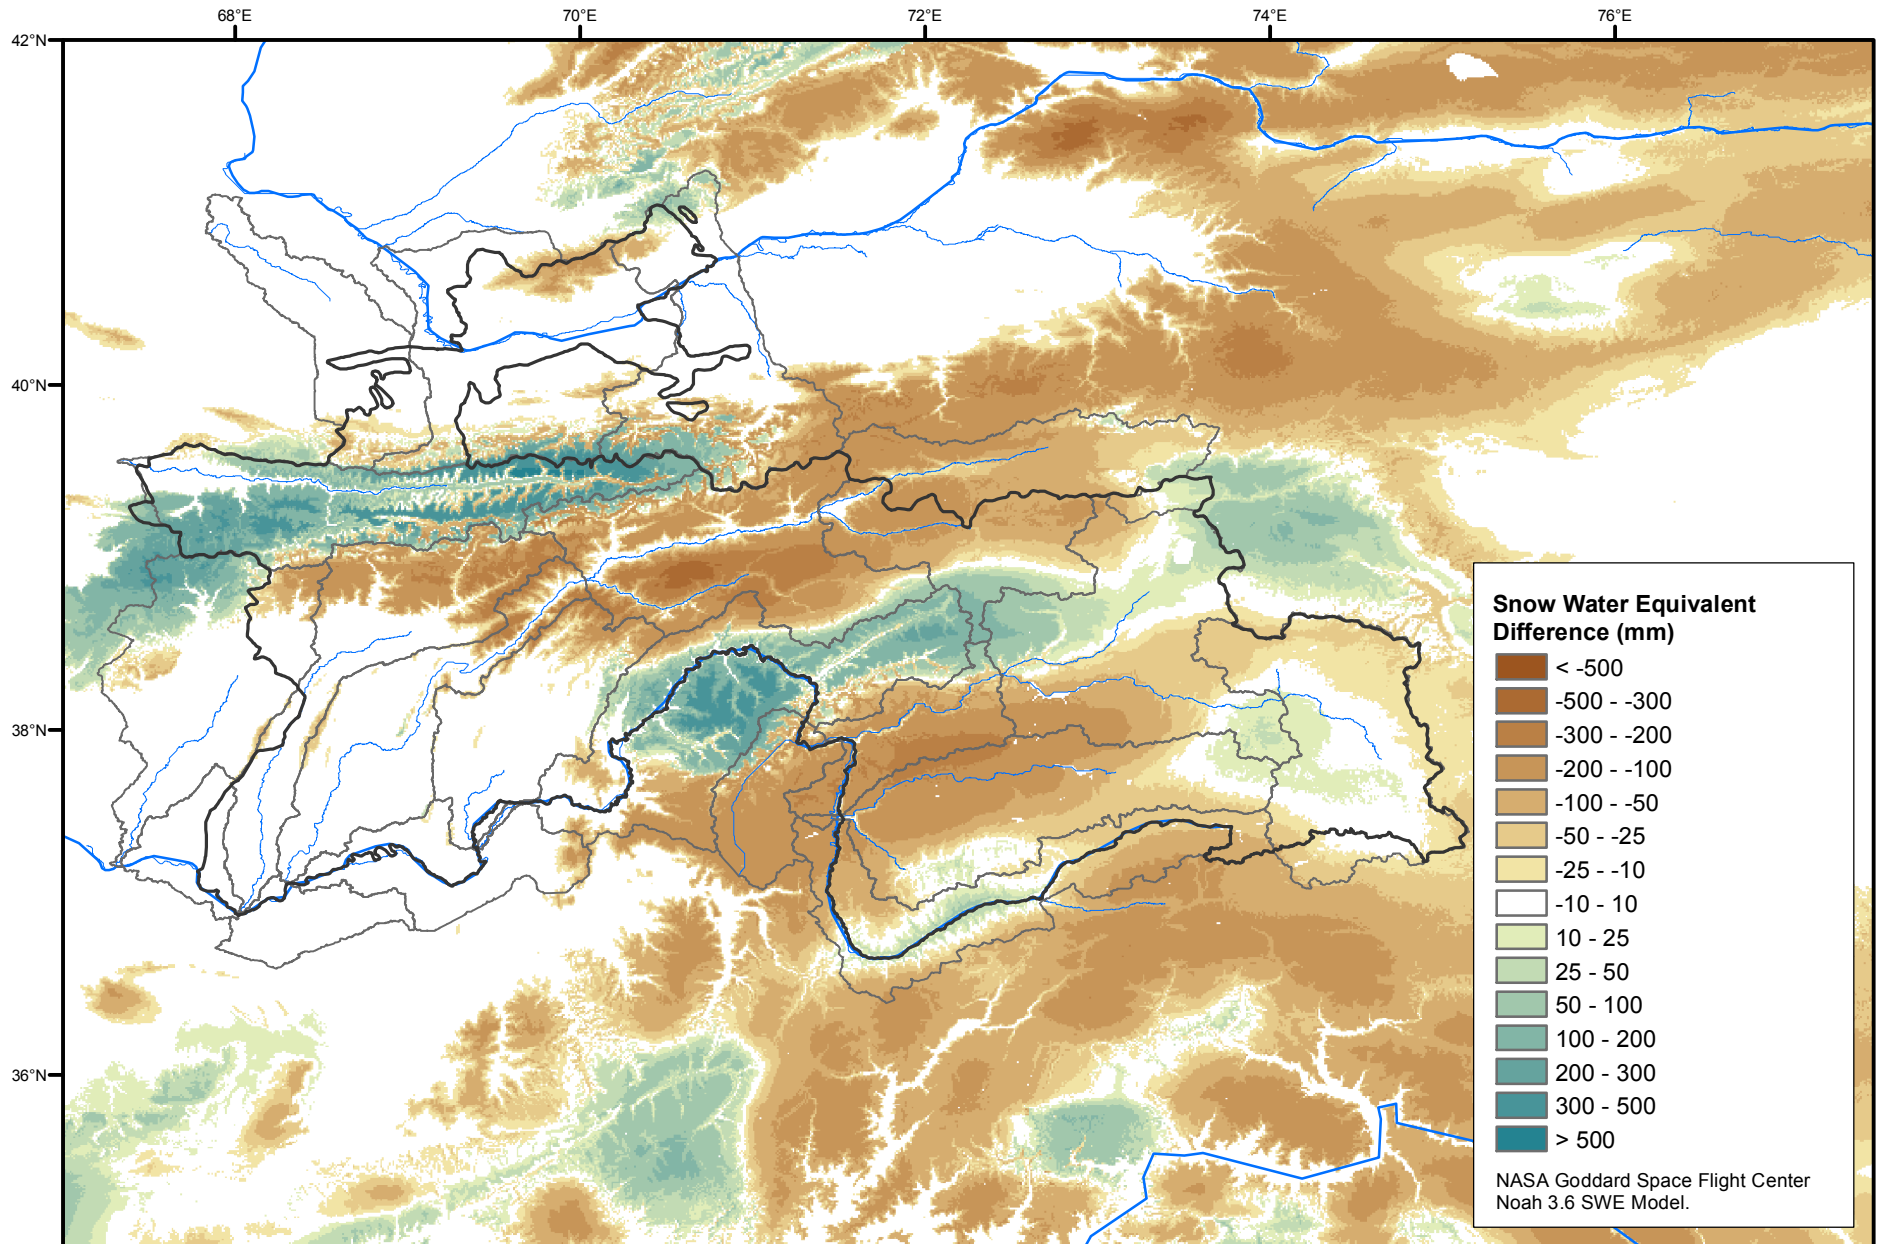 68°E 70°E 72°E 74°E 76°E
42°N
40°N
38°N
36°N
Snow Water Equivalent
Difference (mm)
< -500
-500 - -300
-300 - -200
-200 - -100
-100 - -50
-50 - -25
-25 - -10
-10 - 10
10 - 25
25 - 50
50 - 100
100 - 200
200 - 300
300 - 500
> 500
NASA Goddard Space Flight Center
Noah 3.6 SWE Model.